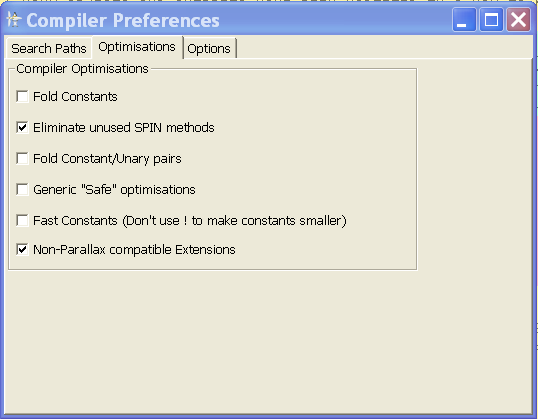 Compiler Preferences
Search Paths Optimisations Options
Compiler Optimisations
Fold Constants
Eliminate unused SPIN methods
Fold Constant/Unary pairs
Generic "Safe" optimisations
Fast Constants (Don't use ! to make constants smaller)
Non-Parallax compatible Extensions